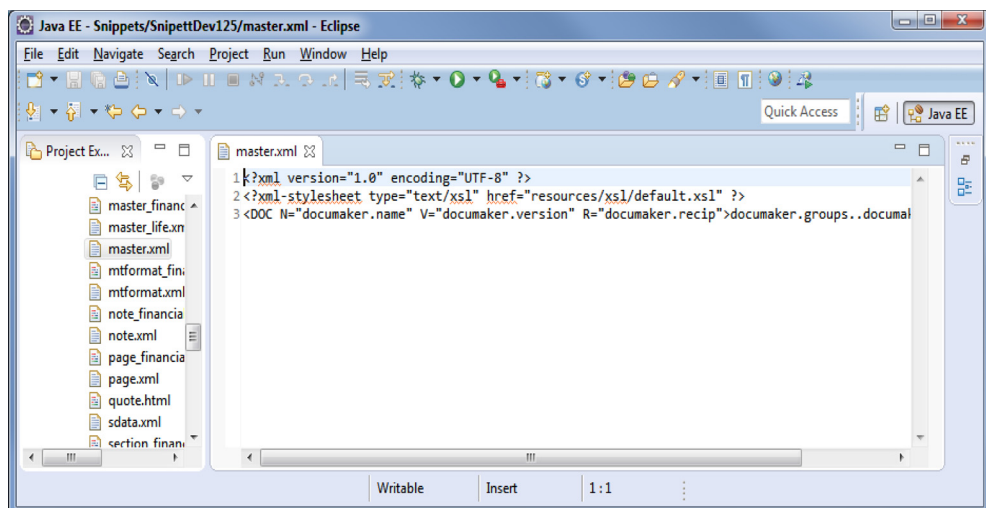 Java EE - Snippets/SnipettDev125/master.xml - Eclipse
File Edit Navigate Search Project Run Window Help
Quick Access
Java EE
Project Ex...
master.xml
master_financ
master_life.xm
master.xml
mtformat_fina
mtformat.xml
note_financia
note.xml
page_financia
page.xml
quote.html
sdata.xml
section_financ
1 <?xml version="1.0" encoding="UTF-8" ?>
2 <?xml-stylesheet type="text/xsl" href="resources/xsl/default.xsl" ?>
3 <DOC N="documaker.name" V="documaker.version" R="documaker.recip">documaker.groups..documak
Writable Insert 1:1